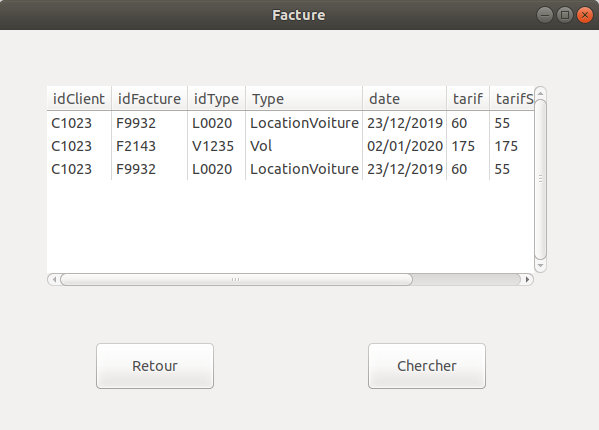 Facture
idClient idFacture idType Type date tarif tarifS
C1023 F9932 L0020 LocationVoiture 23/12/2019 60 55
C1023 F2143 V1235 Vol 02/01/2020 175 175
C1023 F9932 L0020 LocationVoiture 23/12/2019 60 55
Retour Chercher